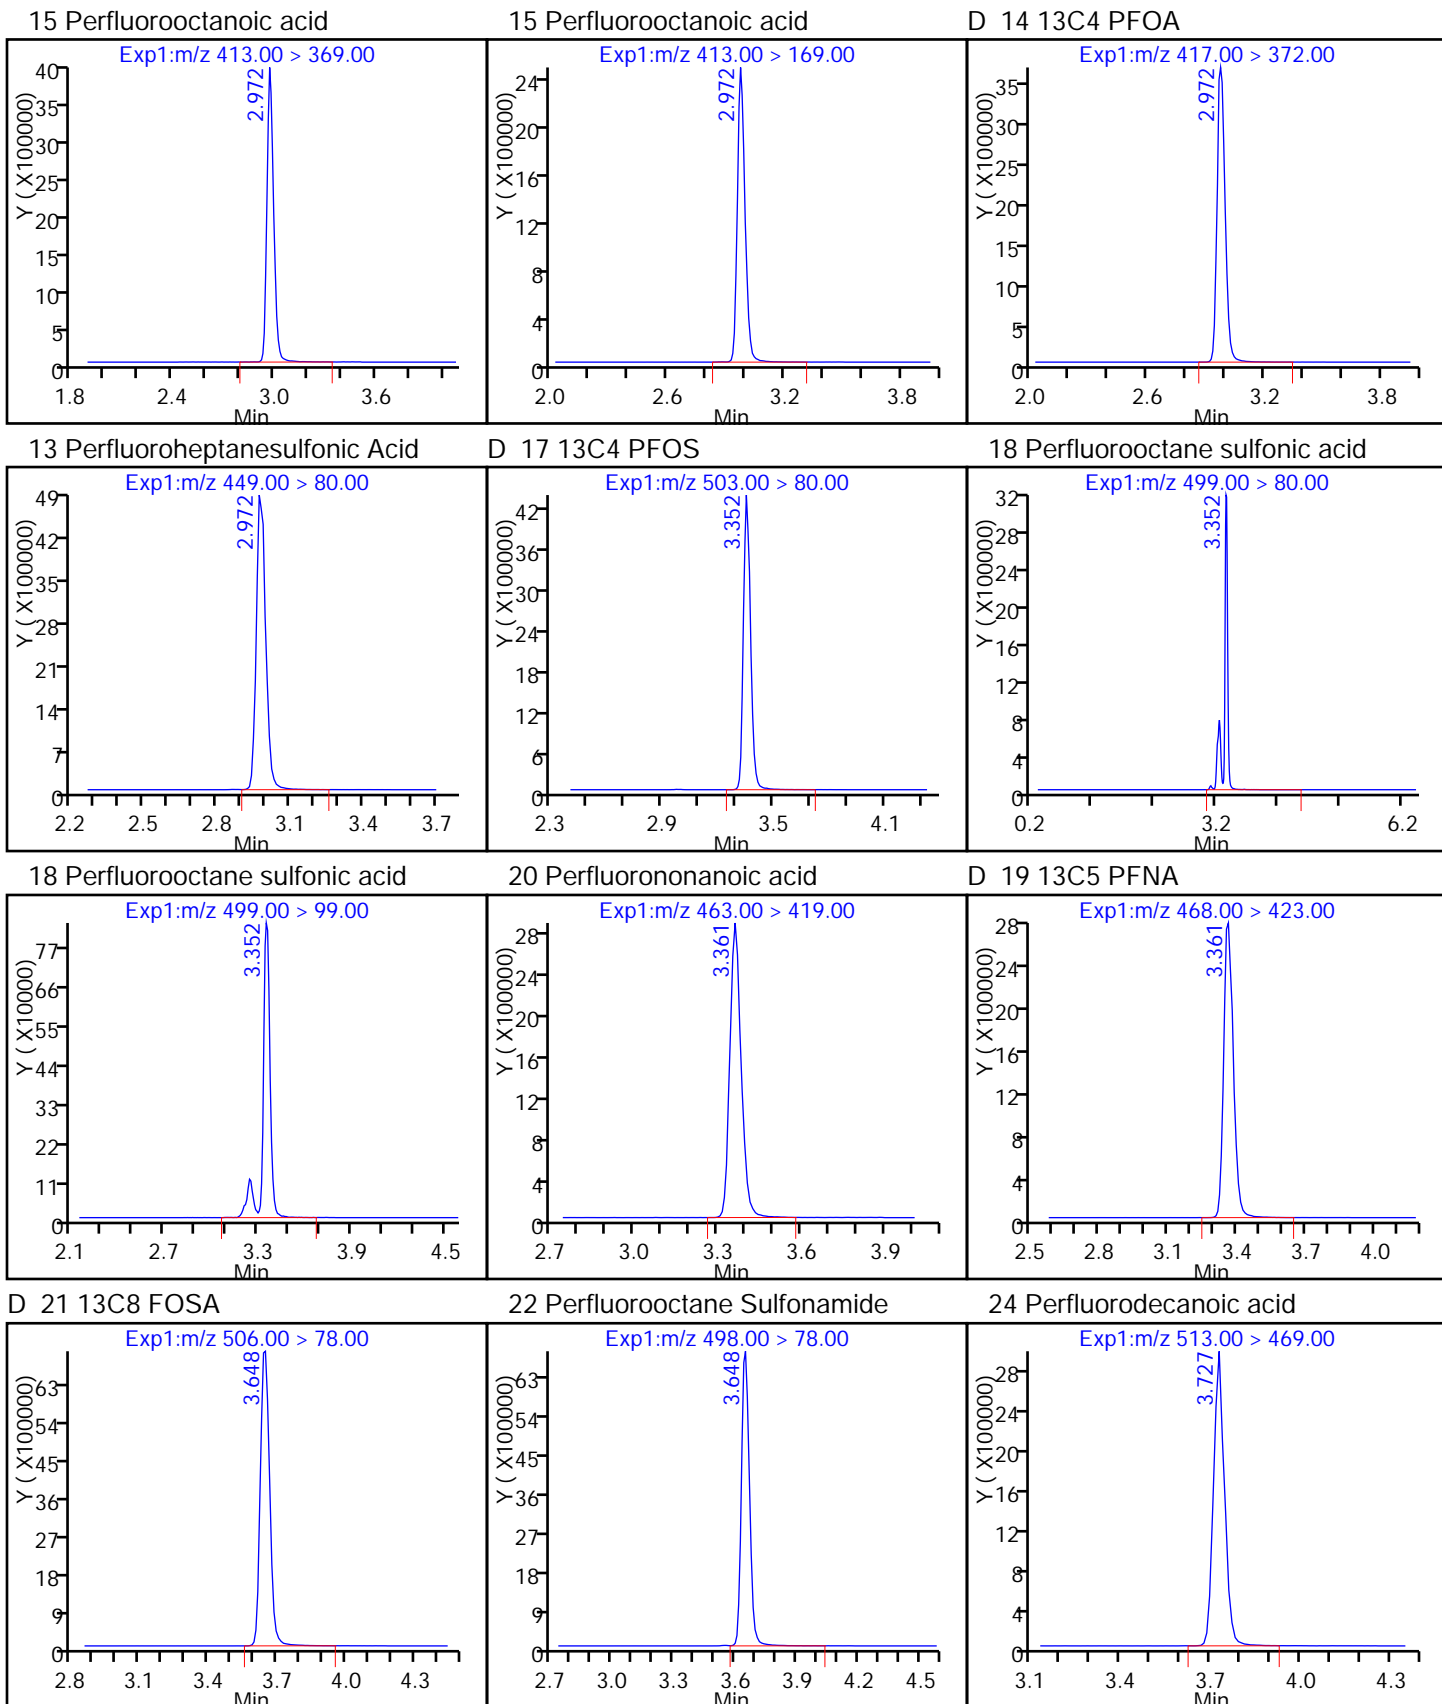 15 Perfluorooctanoic acid
Exp1:m/z 413.00 > 369.00
2.972
Y ( X100000)
40
35
30
25
20
15
10
5
0
1.8 2.4 3.0 3.6
Min
15 Perfluorooctanoic acid
Exp1:m/z 413.00 > 169.00
2.972
Y ( X100000)
24
20
16
12
8
4
0
2.0 2.6 3.2 3.8
Min
D 14 13C4 PFOA
Exp1:m/z 417.00 > 372.00
2.972
Y ( X100000)
35
30
25
20
15
10
5
0
2.0 2.6 3.2 3.8
Min
13 Perfluoroheptanesulfonic Acid
Exp1:m/z 449.00 > 80.00
2.972
Y ( X100000)
49
42
35
28
21
14
7
0
2.2 2.5 2.8 3.1 3.4 3.7
Min
D 17 13C4 PFOS
Exp1:m/z 503.00 > 80.00
3.352
Y ( X100000)
42
36
30
24
18
12
6
0
2.3 2.9 3.5 4.1
Min
18 Perfluorooctane sulfonic acid
Exp1:m/z 499.00 > 80.00
3.352
Y ( X100000)
32
28
24
20
16
12
8
4
0
0.2 3.2 6.2
Min
18 Perfluorooctane sulfonic acid
Exp1:m/z 499.00 > 99.00
3.352
Y ( X10000)
77
66
55
44
33
22
11
0
2.1 2.7 3.3 3.9 4.5
Min
20 Perfluorononanoic acid
Exp1:m/z 463.00 > 419.00
3.361
Y ( X100000)
28
24
20
16
12
8
4
0
2.7 3.0 3.3 3.6 3.9
Min
D 19 13C5 PFNA
Exp1:m/z 468.00 > 423.00
3.361
Y ( X100000)
28
24
20
16
12
8
4
0
2.5 2.8 3.1 3.4 3.7 4.0
Min
D 21 13C8 FOSA
Exp1:m/z 506.00 > 78.00
3.648
Y ( X100000)
63
54
45
36
27
18
9
0
2.8 3.1 3.4 3.7 4.0 4.3
Min
22 Perfluorooctane Sulfonamide
Exp1:m/z 498.00 > 78.00
3.648
Y ( X100000)
63
54
45
36
27
18
9
0
2.7 3.0 3.3 3.6 3.9 4.2 4.5
Min
24 Perfluorodecanoic acid
Exp1:m/z 513.00 > 469.00
3.727
Y ( X100000)
28
24
20
16
12
8
4
0
3.1 3.4 3.7 4.0 4.3
Min